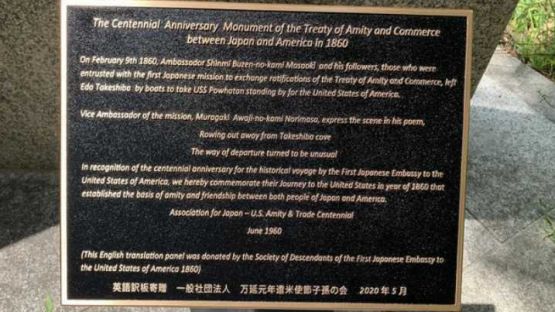 The Centennial Anniversary Monument of the Treaty of Amity and Commerce
between Japan and America in 1860
On February 9th 1860, Ambassador Shinmi Buzen-no-kami Masaoki and his followers, those who were
entrusted with the first Japanese mission to exchange ratifications of the Treaty of Amity and Commerce, left
Edo Takeshiba by boats to take USS Powhatan standing by for the United States of America.
Vice Ambassador of the mission, Muragaki Awaji-no-kami Norimasa, express the scene in his poem,
Rowing out away from Takeshiba cove
The way of departure turned to be unusual
In recognition of the centennial anniversary for the historical voyage by the First Japanese Embassy to the
United States of America, we hereby commemorate their Journey to the United States in year of 1860 that
established the basis of amity and friendship between both people of Japan and America.
Association for Japan – U.S. Amity & Trade Centennial
June 1960
(This English translation panel was donated by the Society of Descendants of the First Japanese Embassy to
the United States of America 1860)
英語訳板寄贈 一般社団法人 万延元年遣米使節子孫の会 2020年5月